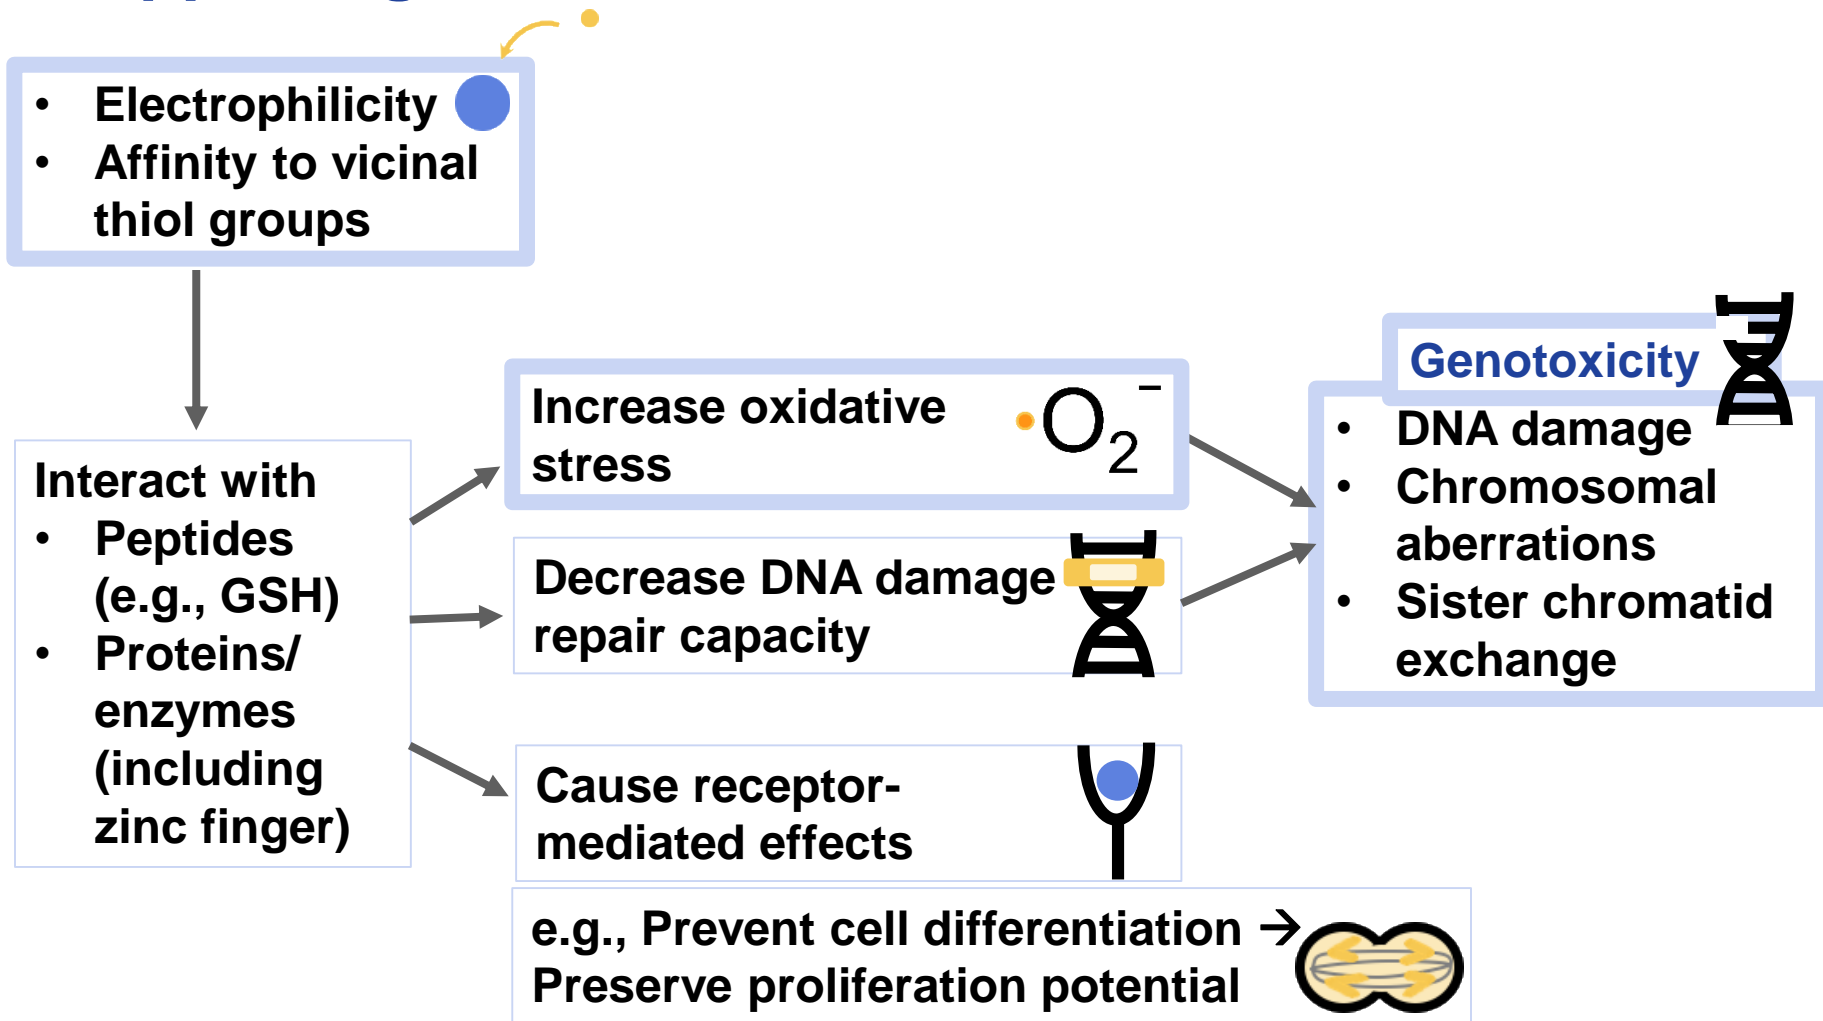 • Electrophilicity
• Affinity to vicinal
thiol groups
Interact with
• Peptides
(e.g., GSH)
• Proteins/
enzymes
(including
zinc finger)
Increase oxidative
stress
•O2−
Decrease DNA damage
repair capacity
Cause receptor-
mediated effects
e.g., Prevent cell differentiation →
Preserve proliferation potential
Genotoxicity
• DNA damage
• Chromosomal
aberrations
• Sister chromatid
exchange